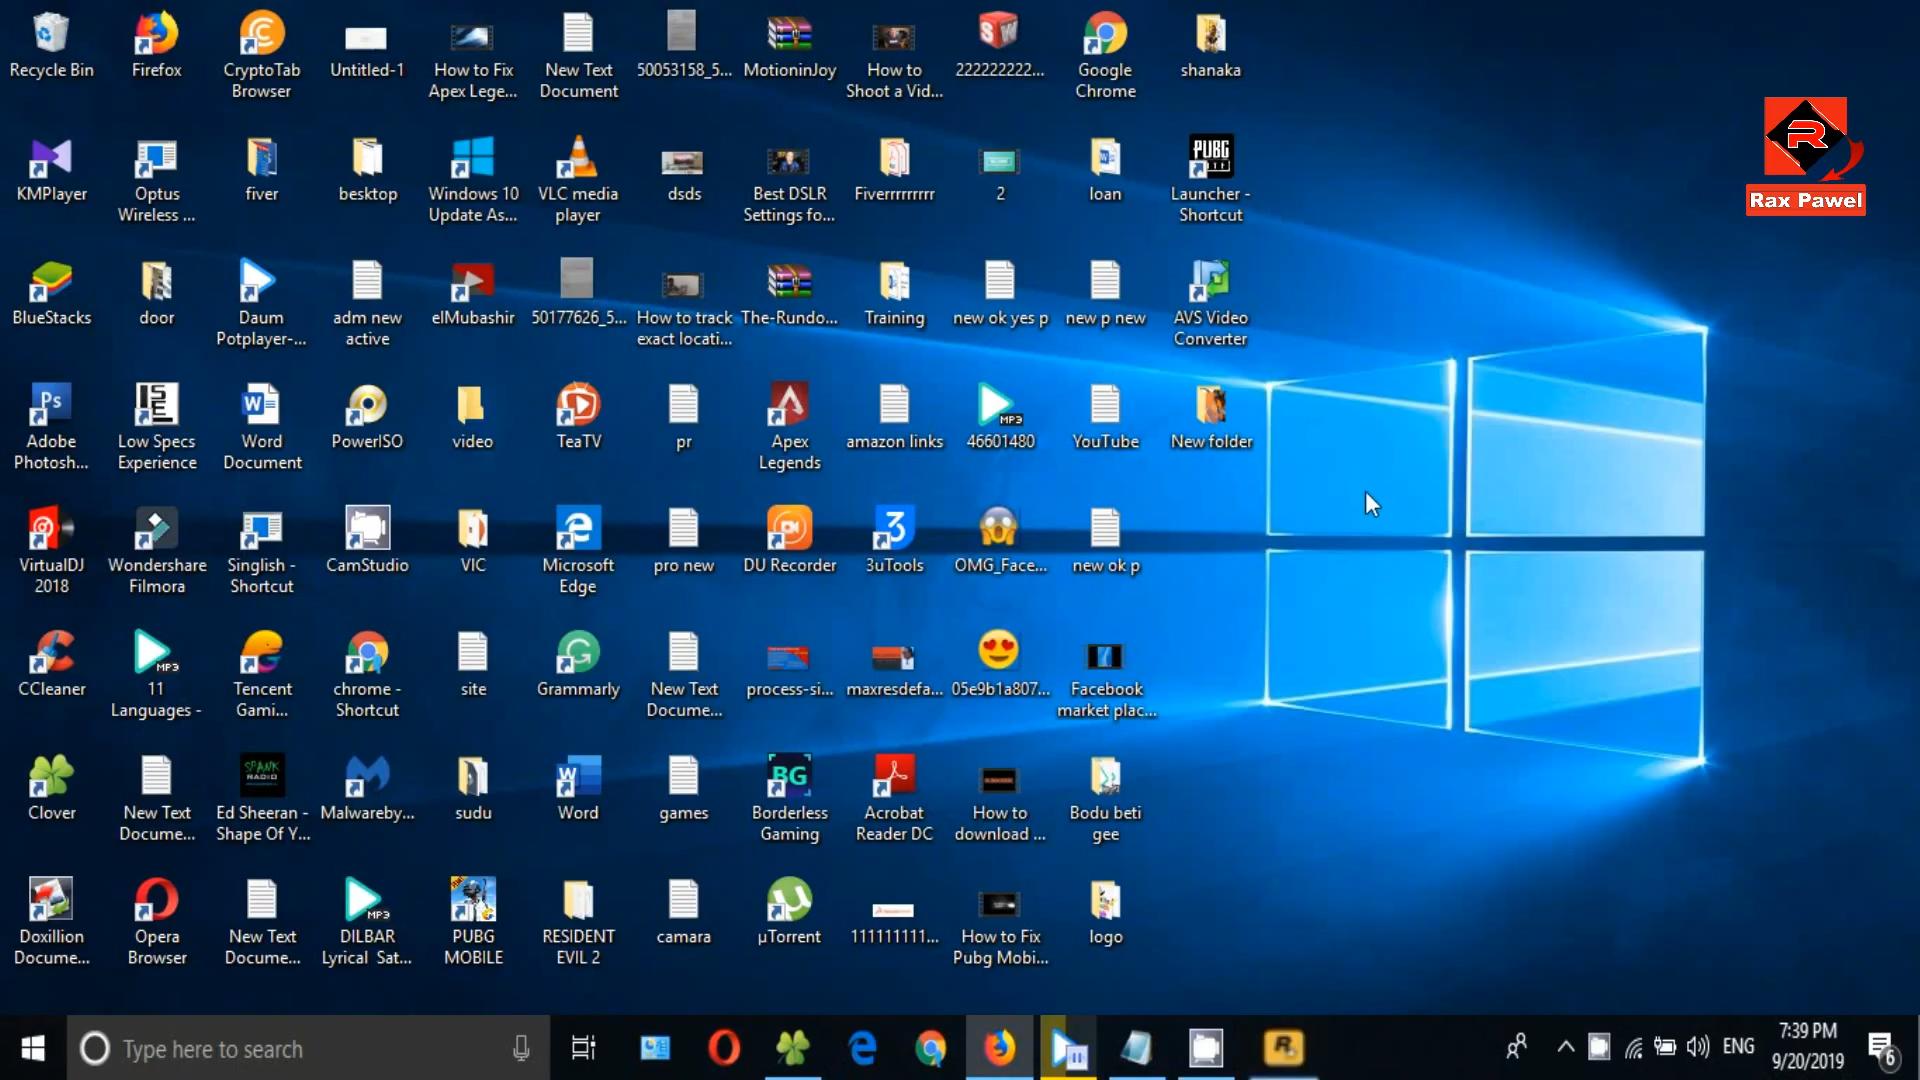 Recycle Bin
Firefox
CryptoTab
Browser
Untitled-1
How to Fix
Apex Lege...
New Text
Document
50053158_5...
MotioninJoy
How to
Shoot a Vid...
222222222...
Google
Chrome
shanaka
R
Rax Pawel
KMPlayer
Optus
Wireless ...
fiver
besktop
Windows 10
Update As...
VLC media
player
dsds
Best DSLR
Settings fo...
Fiverrrrrrrr
2
loan
PUBG
Launcher -
Shortcut
BlueStacks
door
Daum
Potplayer-...
adm new
active
elMubashir
50177626_5...
How to track
exact locati...
The-Rundo...
Training
new ok yes p
new p new
AVS Video
Converter
Adobe
Photosh...
Low Specs
Experience
Word
Document
PowerISO
video
TeaTV
pr
Apex
Legends
amazon links
MP3
46601480
YouTube
New folder
VirtualDJ
2018
Wondershare
Filmora
Singlish -
Shortcut
CamStudio
VIC
Microsoft
Edge
pro new
DU Recorder
3uTools
OMG_Face...
new ok p
CCleaner
MP3
11
Languages -
Tencent
Gami...
chrome -
Shortcut
site
Grammarly
New Text
Docume...
process-si...
maxresdefa...
05e9b1a807...
Facebook
market plac...
Clover
New Text
Docume...
SPANK
RADIO
Ed Sheeran -
Shape Of Y...
Malwareby...
sudu
Word
games
BG
Borderless
Gaming
Acrobat
Reader DC
How to
download ...
Bodu beti
gee
Doxillion
Docume...
Opera
Browser
New Text
Docume...
MP3
DILBAR
Lyrical Sat...
PUBG
MOBILE
RESIDENT
EVIL 2
camara
µTorrent
111111111...
How to Fix
Pubg Mobi...
logo
Type here to search
ENG
7:39 PM
9/20/2019
6